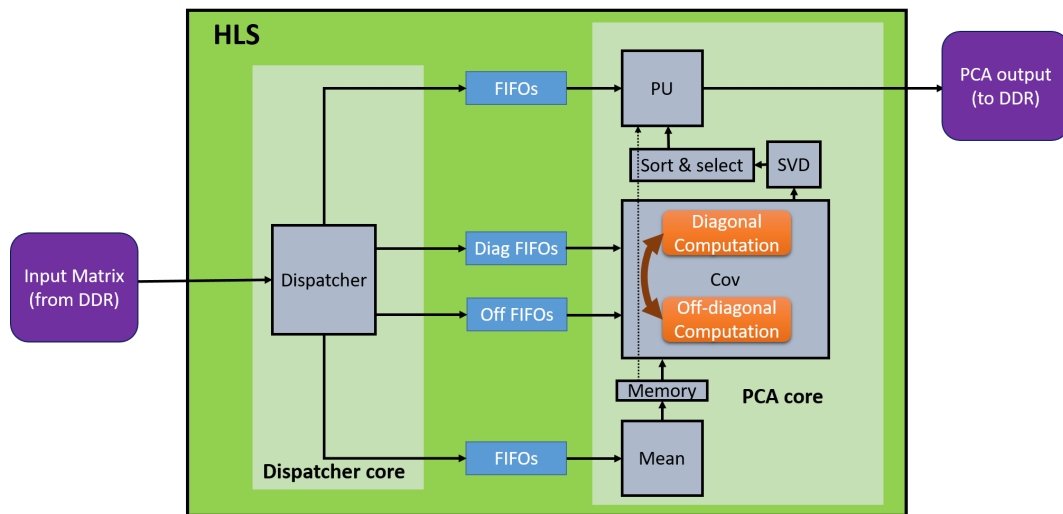 HLS
FIFOs
PU
PCA output
(to DDR)
Sort & select
SVD
Diagonal
Computation
Diag FIFOs
Input Matrix
(from DDR)
Dispatcher
Cov
Off FIFOs
Off-diagonal
Computation
Memory
PCA core
FIFOs
Mean
Dispatcher core